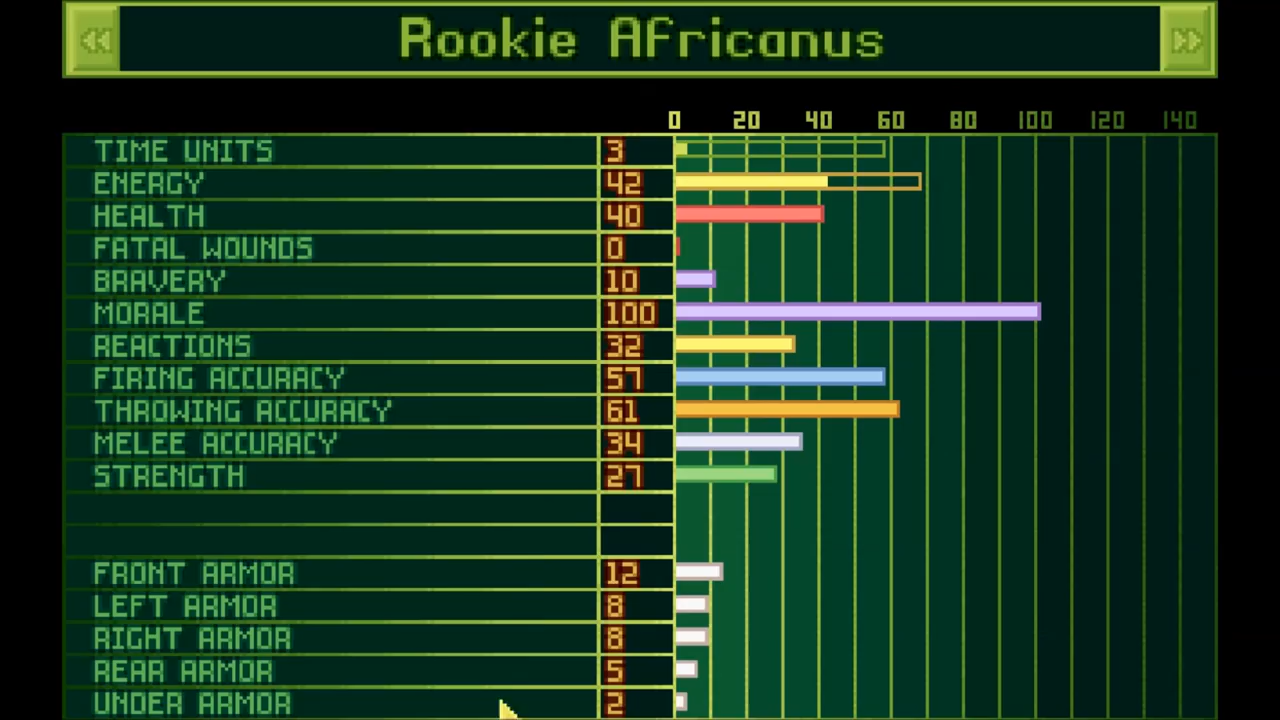 Rookie Africanus
0 20 40 60 80 100 120 140
TIME UNITS 3
ENERGY 42
HEALTH 40
FATAL WOUNDS 0
BRAVERY 10
MORALE 100
REACTIONS 32
FIRING ACCURACY 57
THROWING ACCURACY 61
MELEE ACCURACY 34
STRENGTH 27
FRONT ARMOR 12
LEFT ARMOR 8
RIGHT ARMOR 8
REAR ARMOR 5
UNDER ARMOR 2